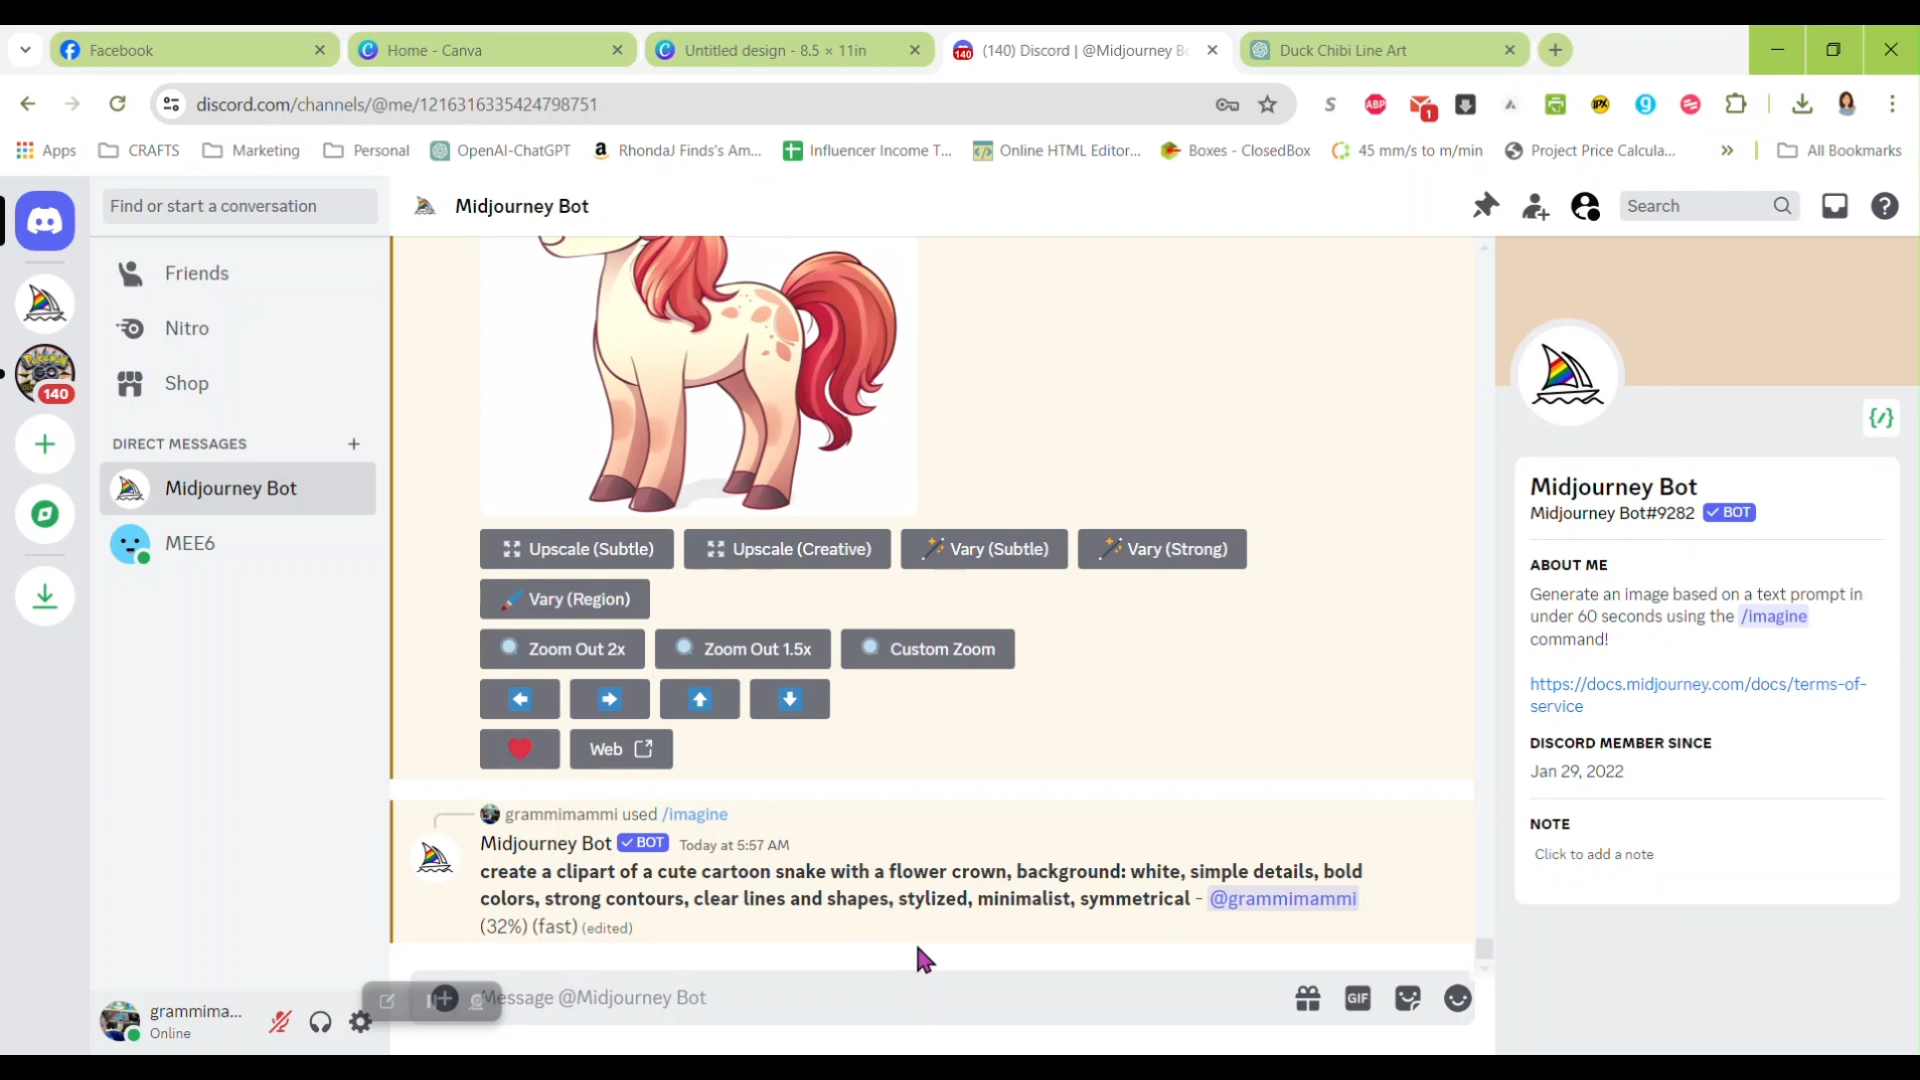 Facebook
Home - Canva
Untitled design - 8.5 × 11in
140
(140) Discord | @Midjourney Bo
Duck Chibi Line Art
discord.com/channels/@me/1216316335424798751
S
ABP
1
IPX
g
Apps
CRAFTS
Marketing
Personal
OpenAI-ChatGPT
RhondaJ Finds's Am...
Influencer Income T...
Online HTML Editor...
Boxes - ClosedBox
45 mm/s to m/min
Project Price Calcula...
»
All Bookmarks
Find or start a conversation
Midjourney Bot
Search
Friends
Nitro
Shop
POKEMON
GO
140
DIRECT MESSAGES +
Midjourney Bot
MEE6
Upscale (Subtle)
Upscale (Creative)
Vary (Subtle)
Vary (Strong)
Vary (Region)
Zoom Out 2x
Zoom Out 1.5x
Custom Zoom
Web
grammimammi used /imagine
Midjourney Bot ✓ BOT Today at 5:57 AM
create a clipart of a cute cartoon snake with a flower crown, background: white, simple details, bold
colors, strong contours, clear lines and shapes, stylized, minimalist, symmetrical - @grammimammi
(32%) (fast) (edited)
Message @Midjourney Bot
GIF
grammima...
Online
{/}
Midjourney Bot
Midjourney Bot#9282 ✓ BOT
ABOUT ME
Generate an image based on a text prompt in
under 60 seconds using the /imagine
command!
https://docs.midjourney.com/docs/terms-of-
service
DISCORD MEMBER SINCE
Jan 29, 2022
NOTE
Click to add a note